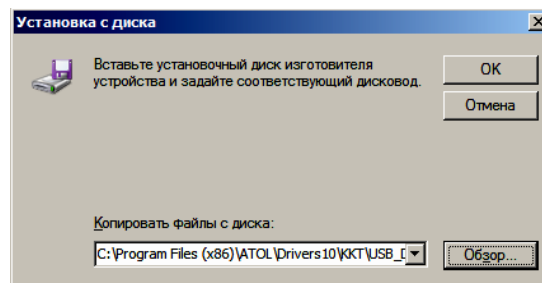 Установка с диска
Вставьте установочный диск изготовителя
устройства и задайте соответствующий дисковод.
OK
Отмена
Копировать файлы с диска:
C:\Program Files (x86)\ATOL\Drivers10\KKT\USB_
Обзор...